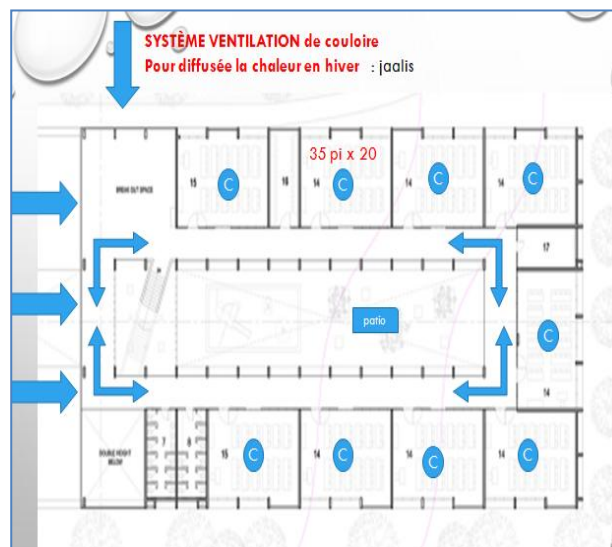 SYSTÈME VENTILATION de couloire
Pour diffusée la chaleur en hiver : jaalis
35 pi x 20
BREAK OUT SPACE
15
C
16
14
C
14
C
14
C
17
patio
C
14
DOUBLE HEIGHT
BELOW
7
8
15
C
14
C
14
C
14
C